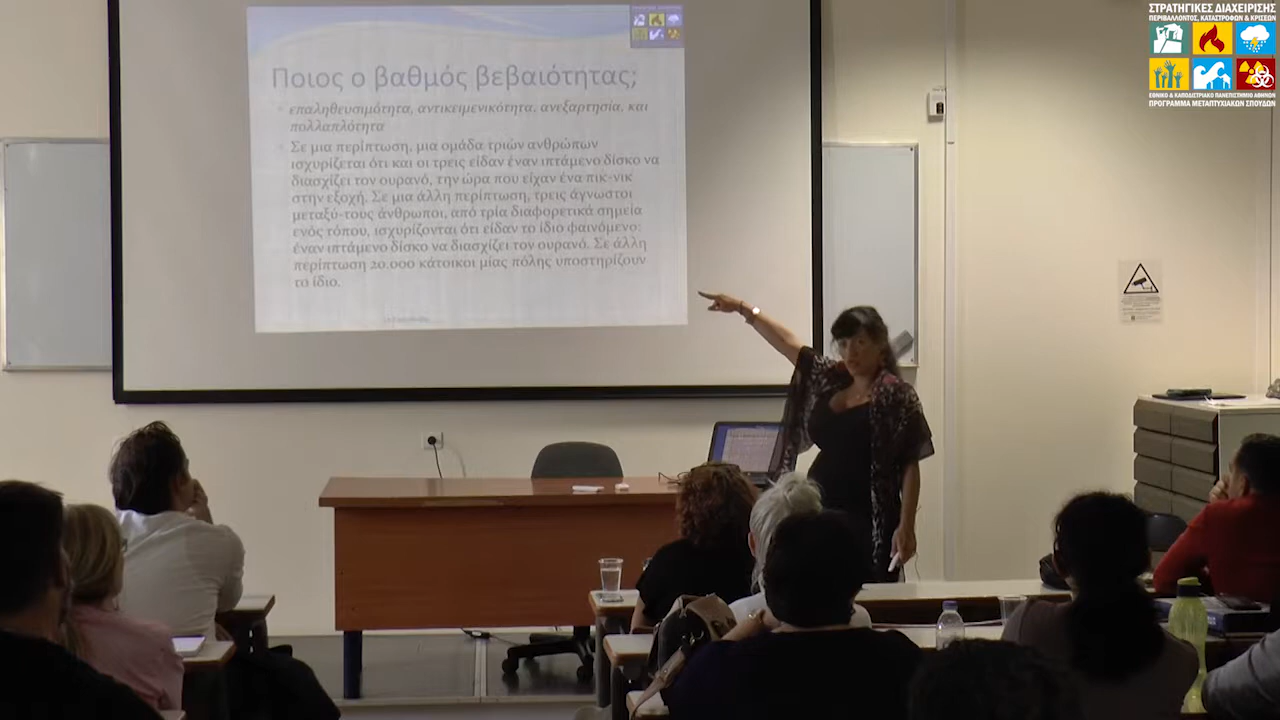 ΣΤΡΑΤΗΓΙΚΕΣ ΔΙΑΧΕΙΡΙΣΗΣ
ΠΕΡΙΒΑΛΛΟΝΤΟΣ, ΚΑΤΑΣΤΡΟΦΩΝ & ΚΡΙΣΕΩΝ
ΕΘΝΙΚΟ & ΚΑΠΟΔΙΣΤΡΙΑΚΟ ΠΑΝΕΠΙΣΤΗΜΙΟ ΑΘΗΝΩΝ
ΠΡΟΓΡΑΜΜΑ ΜΕΤΑΠΤΥΧΙΑΚΩΝ ΣΠΟΥΔΩΝ
Ποιος ο βαθμός βεβαιότητας;
επαληθευσιμότητα, αντικειμενικότητα, ανεξαρτησία, και
πολλαπλότητα
Σε μια περίπτωση, μια ομάδα τριών ανθρώπων
ισχυρίζεται ότι και οι τρεις είδαν έναν ιπτάμενο δίσκο να
διασχίζει τον ουρανό, την ώρα που είχαν ένα πικ-νικ
στην εξοχή. Σε μια άλλη περίπτωση, τρεις άγνωστοι
μεταξύ-τους άνθρωποι, από τρία διαφορετικά σημεία
ενός τόπου, ισχυρίζονται ότι είδαν το ίδιο φαινόμενο:
έναν ιπτάμενο δίσκο να διασχίζει τον ουρανό. Σε άλλη
περίπτωση 20.000 κάτοικοι μίας πόλης υποστηρίζουν
το ίδιο.